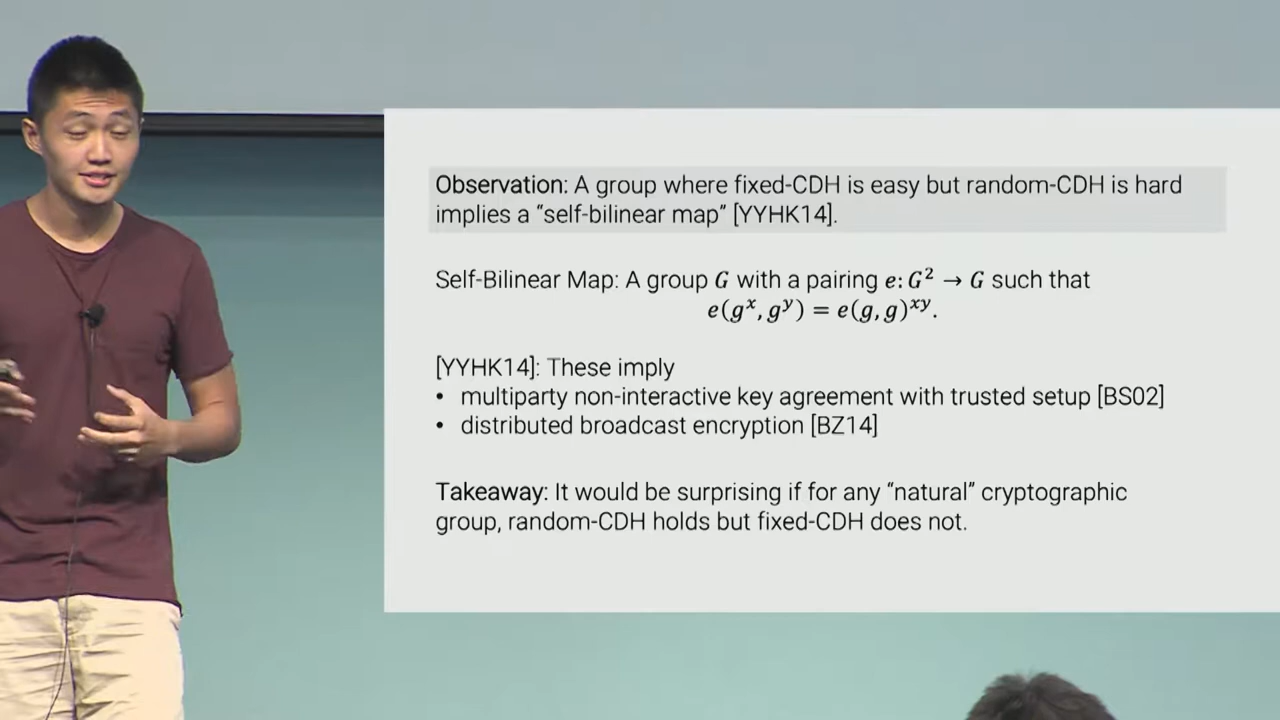 Observation: A group where fixed-CDH is easy but random-CDH is hard
implies a “self-bilinear map” [YYHK14].
Self-Bilinear Map: A group G with a pairing e: G² → G such that
e(gˣ, gʸ) = e(g, g)ˣʸ.
[YYHK14]: These imply
• multiparty non-interactive key agreement with trusted setup [BS02]
• distributed broadcast encryption [BZ14]
Takeaway: It would be surprising if for any “natural” cryptographic
group, random-CDH holds but fixed-CDH does not.